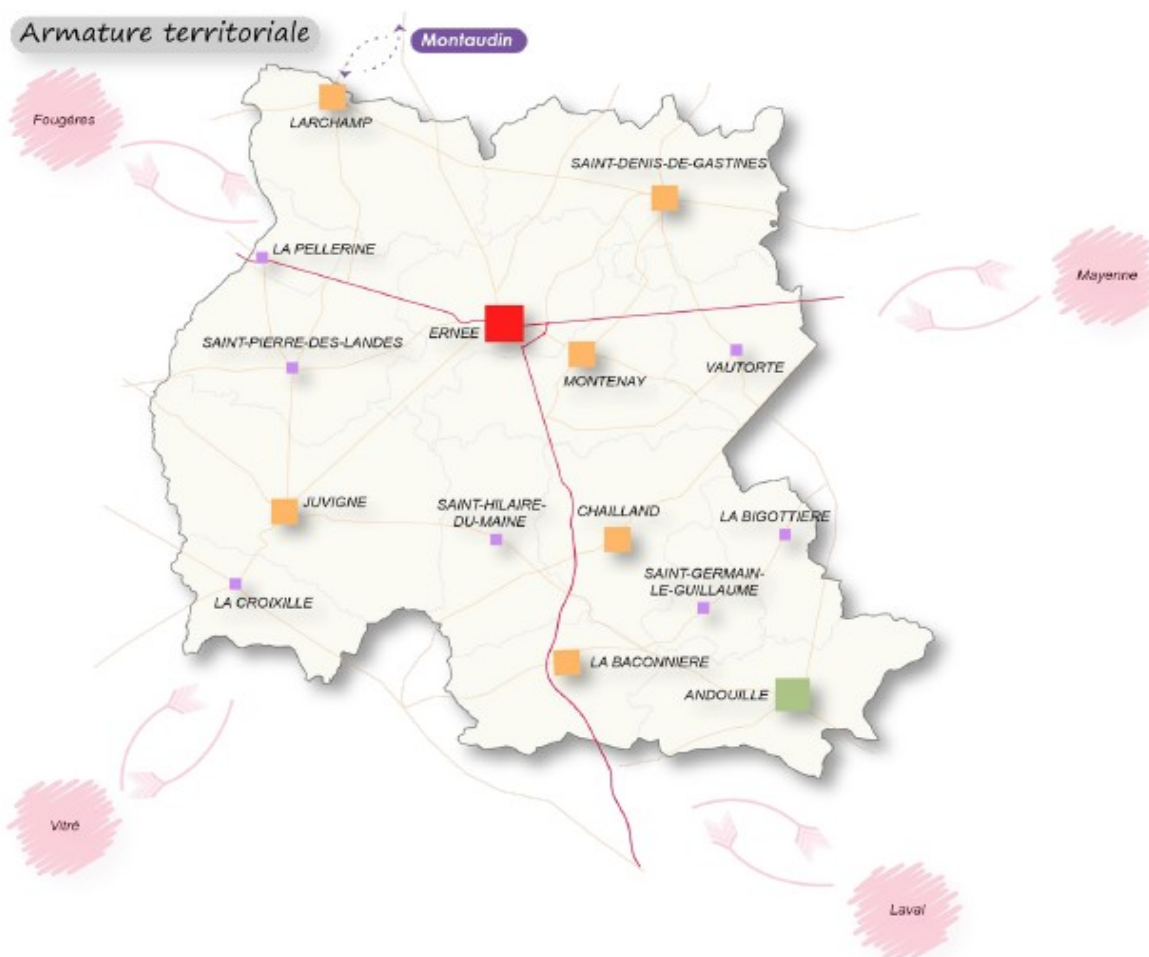 Armature territoriale
Montaudin
Fougères
LARCHAMP
SAINT-DENIS-DE-GASTINES
LA PELLERINE
Mayenne
ERNEE
SAINT-PIERRE-DES-LANDES
VAUTORTE
MONTENAY
JUVIGNE
SAINT-HILAIRE-
DU-MAINE
CHAILLAND
LA BIGOTTIERE
SAINT-GERMAIN-
LE-GUILLAUME
LA CROIXILLE
LA BACONNIERE
ANDOUILLE
Vitré
Laval